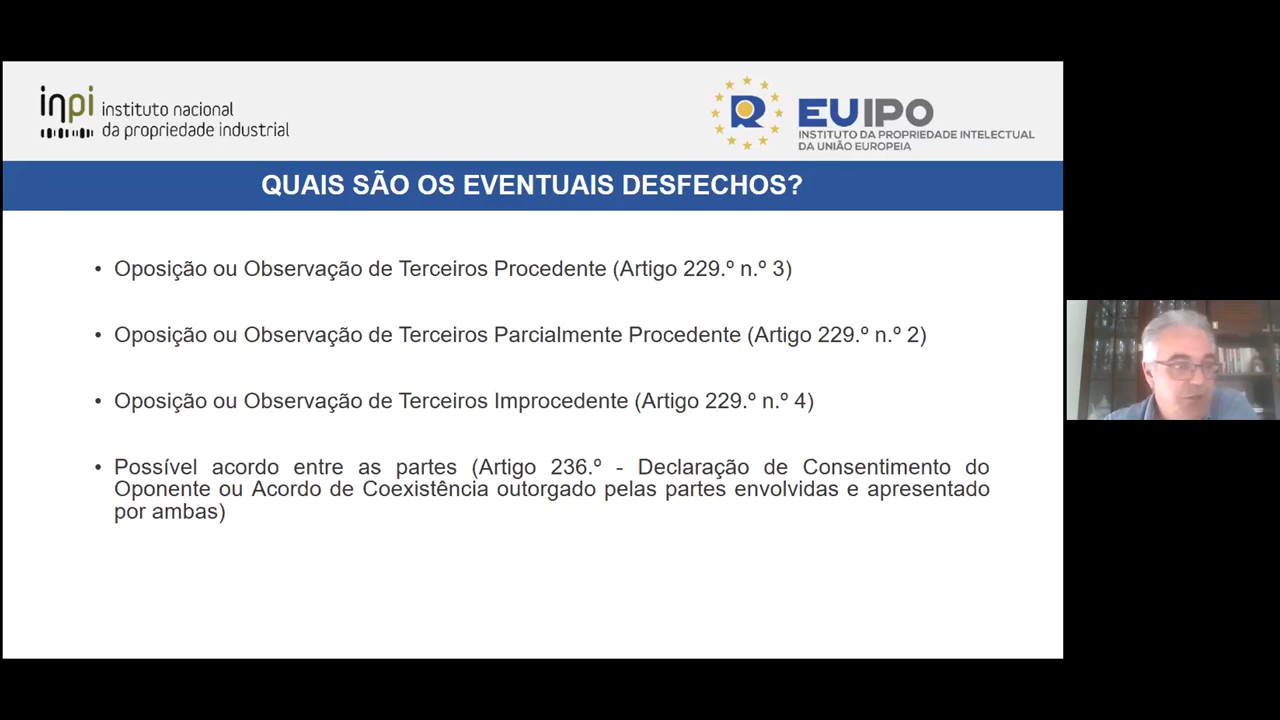 inpi instituto nacional
da propriedade industrial
R
EUIPO
INSTITUTO DA PROPRIEDADE INTELECTUAL
DA UNIÃO EUROPEIA
QUAIS SÃO OS EVENTUAIS DESFECHOS?
• Oposição ou Observação de Terceiros Procedente (Artigo 229.º n.º 3)
• Oposição ou Observação de Terceiros Parcialmente Procedente (Artigo 229.º n.º 2)
• Oposição ou Observação de Terceiros Improcedente (Artigo 229.º n.º 4)
• Possível acordo entre as partes (Artigo 236.º - Declaração de Consentimento do
Oponente ou Acordo de Coexistência outorgado pelas partes envolvidas e apresentado
por ambas)